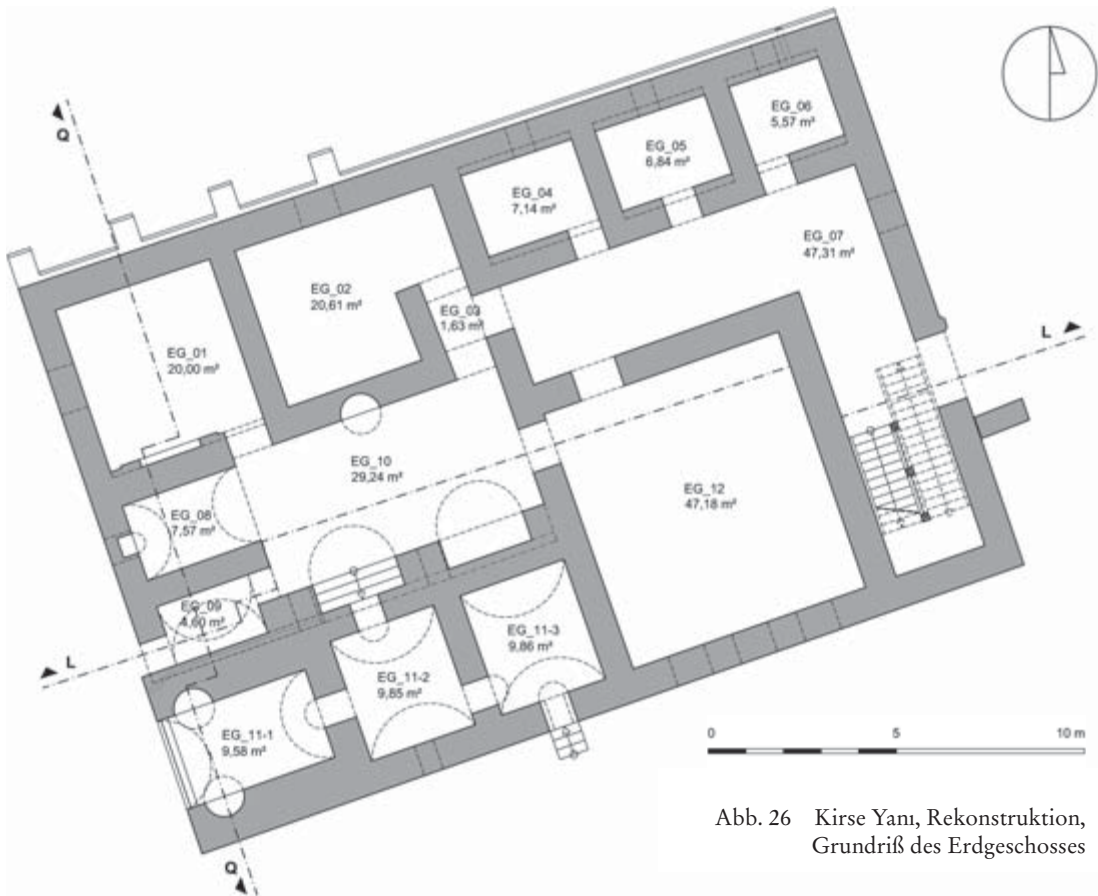 Q
EG_06
5,57 m²
EG_05
6,84 m²
EG_04
7,14 m²
EG_07
47,31 m²
EG_02
20,61 m²
EG_03
1,63 m²
L
EG_01
20,00 m²
EG_10
29,24 m²
EG_12
47,18 m²
EG_08
7,57 m²
EG_09
4,60 m²
EG_11-3
9,86 m²
L
EG_11-2
9,85 m²
EG_11-1
9,58 m²
0 5 10 m
Q
Abb. 26 Kirse Yanı, Rekonstruktion,
Grundriß des Erdgeschosses